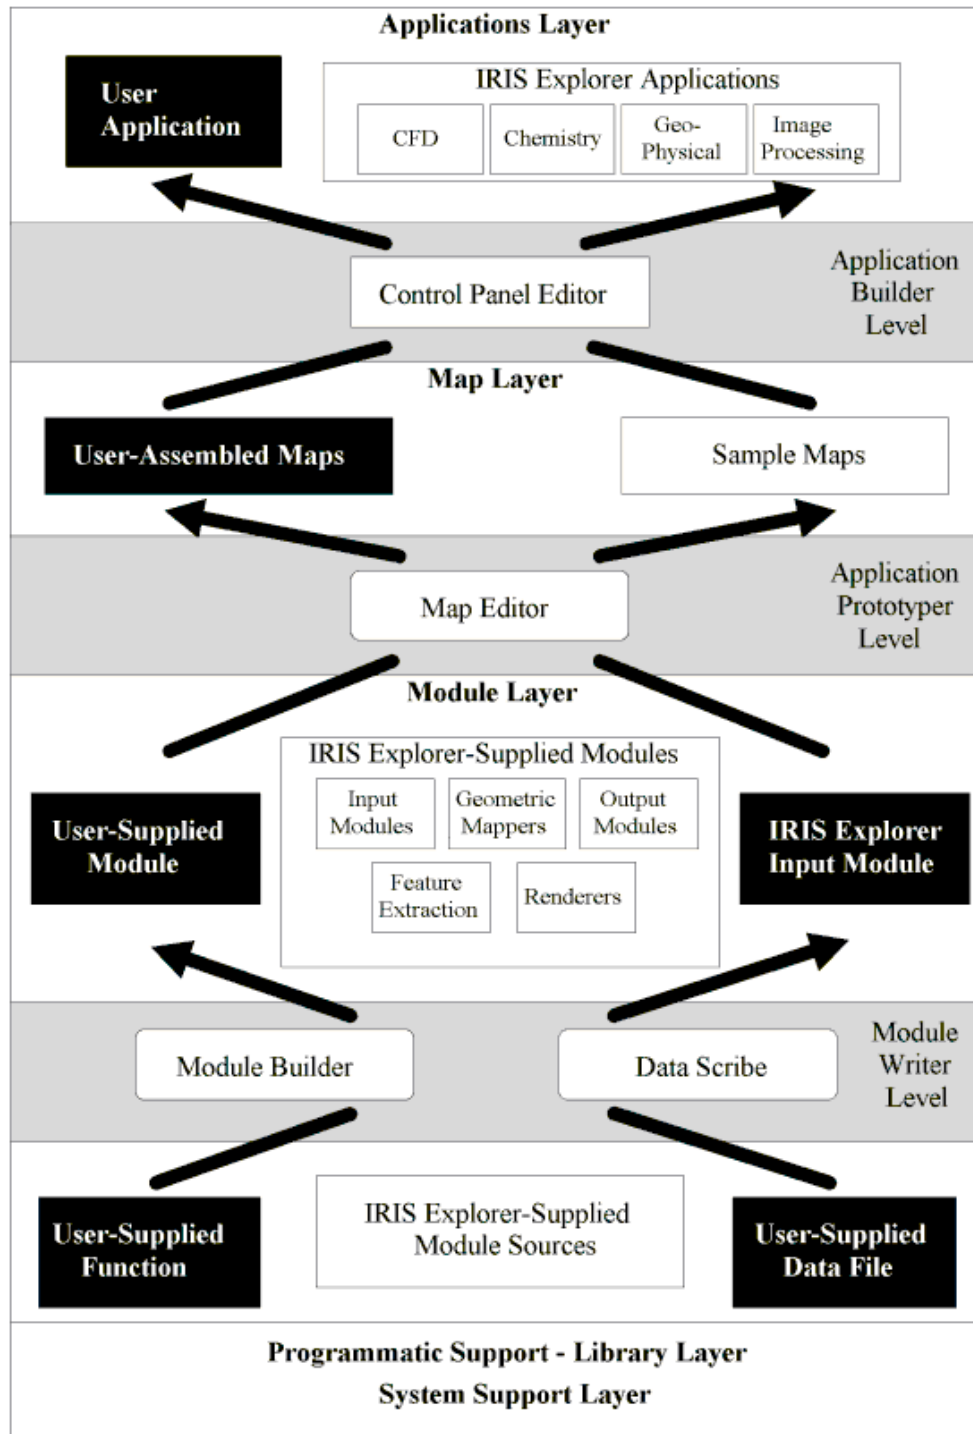 Applications Layer
User
Application
IRIS Explorer Applications
CFD
Chemistry
Geo-
Physical
Image
Processing
Control Panel Editor
Application
Builder
Level
Map Layer
User-Assembled Maps
Sample Maps
Map Editor
Application
Prototyper
Level
Module Layer
IRIS Explorer-Supplied Modules
Input
Modules
Geometric
Mappers
Output
Modules
Feature
Extraction
Renderers
User-Supplied
Module
IRIS Explorer
Input Module
Module Builder
Data Scribe
Module
Writer
Level
User-Supplied
Function
IRIS Explorer-Supplied
Module Sources
User-Supplied
Data File
Programmatic Support - Library Layer
System Support Layer